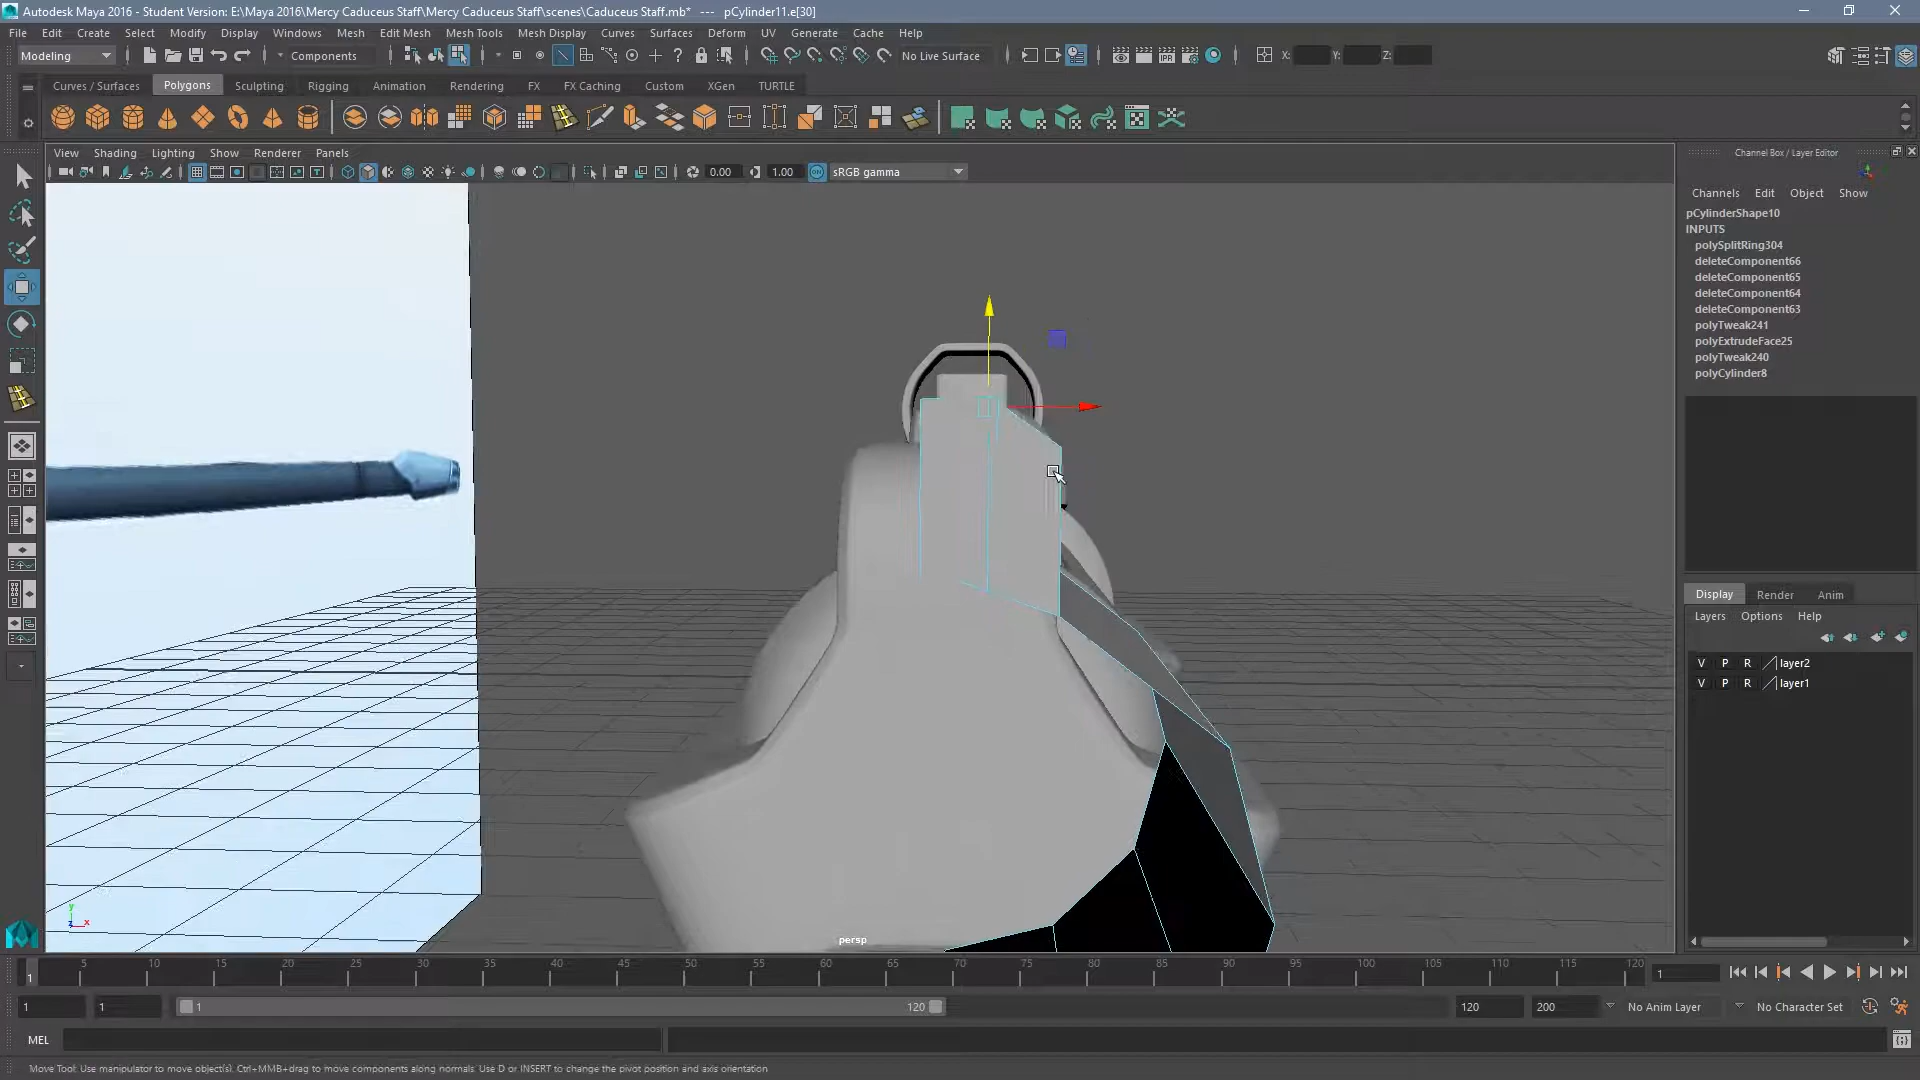 Autodesk Maya 2016 - Student Version: E:\Maya 2016\Mercy Caduceus Staff\Mercy Caduceus Staff\scenes\Caduceus Staff.mb* --- pCylinder11.e[30]
File Edit Create Select Modify Display Windows Mesh Edit Mesh Mesh Tools Mesh Display Curves Surfaces Deform UV Generate Cache Help
Modeling Components No Live Surface X: Y: Z:
IPR
Curves / Surfaces Polygons Sculpting Rigging Animation Rendering FX FX Caching Custom XGen TURTLE
View Shading Lighting Show Renderer Panels
0.00 1.00 ON sRGB gamma
Channel Box / Layer Editor
Channels Edit Object Show
pCylinderShape10
INPUTS
polySplitRing304
deleteComponent66
deleteComponent65
deleteComponent64
deleteComponent63
polyTweak241
polyExtrudeFace25
polyTweak240
polyCylinder8
Display Render Anim
Layers Options Help
V P R layer2
V P R layer1
y
z x
persp
1 5 10 15 20 25 30 35 40 45 50 55 60 65 70 75 80 85 90 95 100 105 110 115 120 1
1 1 1 120 120 200 No Anim Layer No Character Set
MEL
Move Tool: Use manipulator to move object(s). Ctrl+MMB+drag to move components along normals. Use D or INSERT to change the pivot position and axis orientation